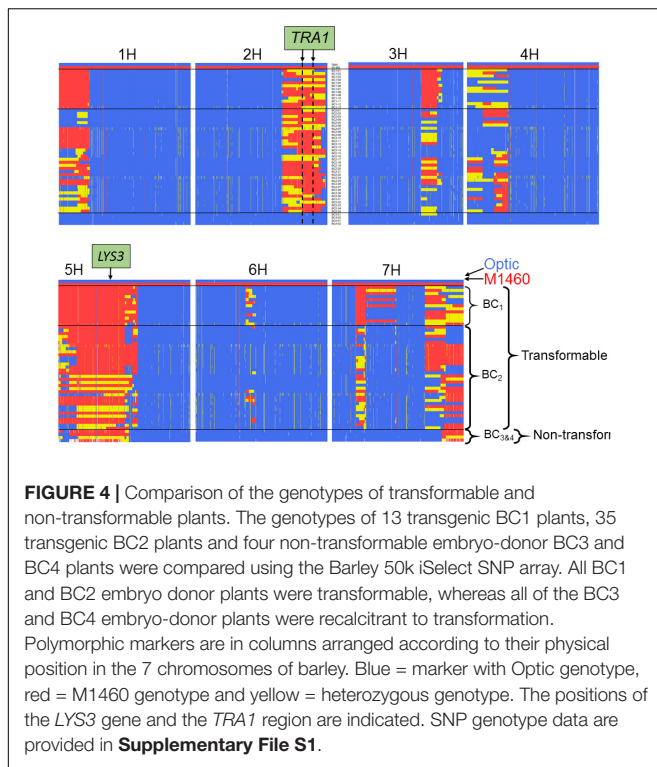 TRA1
1H 2H 3H 4H
LYS3
5H 6H 7H
Optic
M1460
BC1
BC2
BC3&4
Transformable
Non-transform
FIGURE 4 | Comparison of the genotypes of transformable and
non-transformable plants. The genotypes of 13 transgenic BC1 plants, 35
transgenic BC2 plants and four non-transformable embryo-donor BC3 and
BC4 plants were compared using the Barley 50k iSelect SNP array. All BC1
and BC2 embryo donor plants were transformable, whereas all of the BC3
and BC4 embryo-donor plants were recalcitrant to transformation.
Polymorphic markers are in columns arranged according to their physical
position in the 7 chromosomes of barley. Blue = marker with Optic genotype,
red = M1460 genotype and yellow = heterozygous genotype. The positions of
the LYS3 gene and the TRA1 region are indicated. SNP genotype data are
provided in Supplementary File S1.